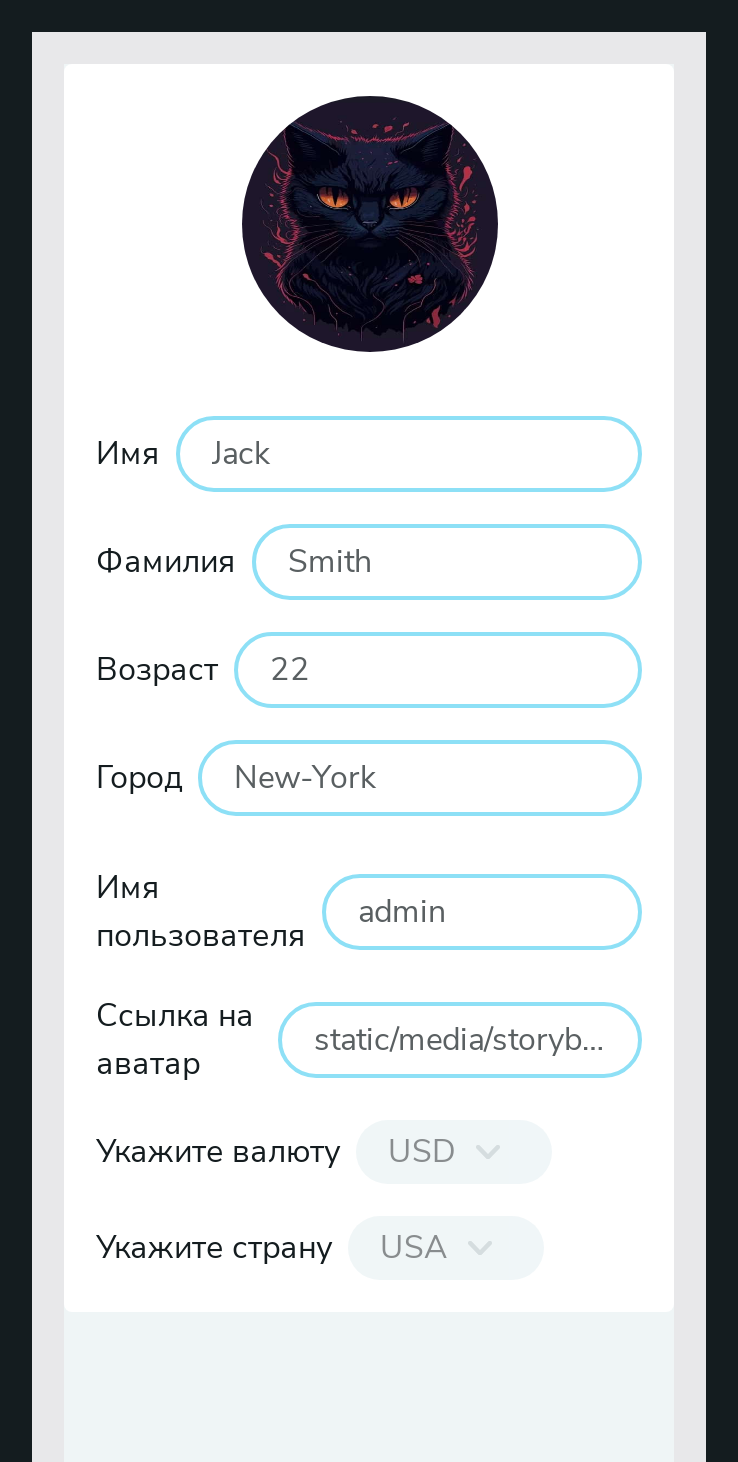 Имя Jack
Фамилия Smith
Возраст 22
Город New-York
Имя
пользователя admin
Ссылка на
аватар static/media/storyb...
Укажите валюту USD
Укажите страну USA